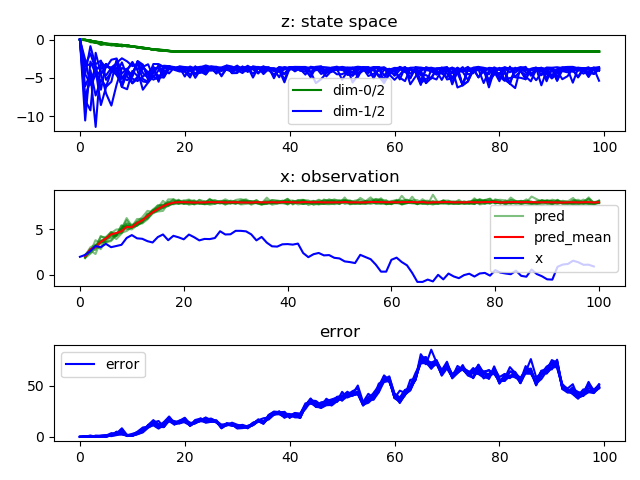 z: state space
0
−5
−10
dim-0/2
dim-1/2
0 20 40 60 80 100
x: observation
5
0
pred
pred_mean
x
0 20 40 60 80 100
error
error
50
0
0 20 40 60 80 100